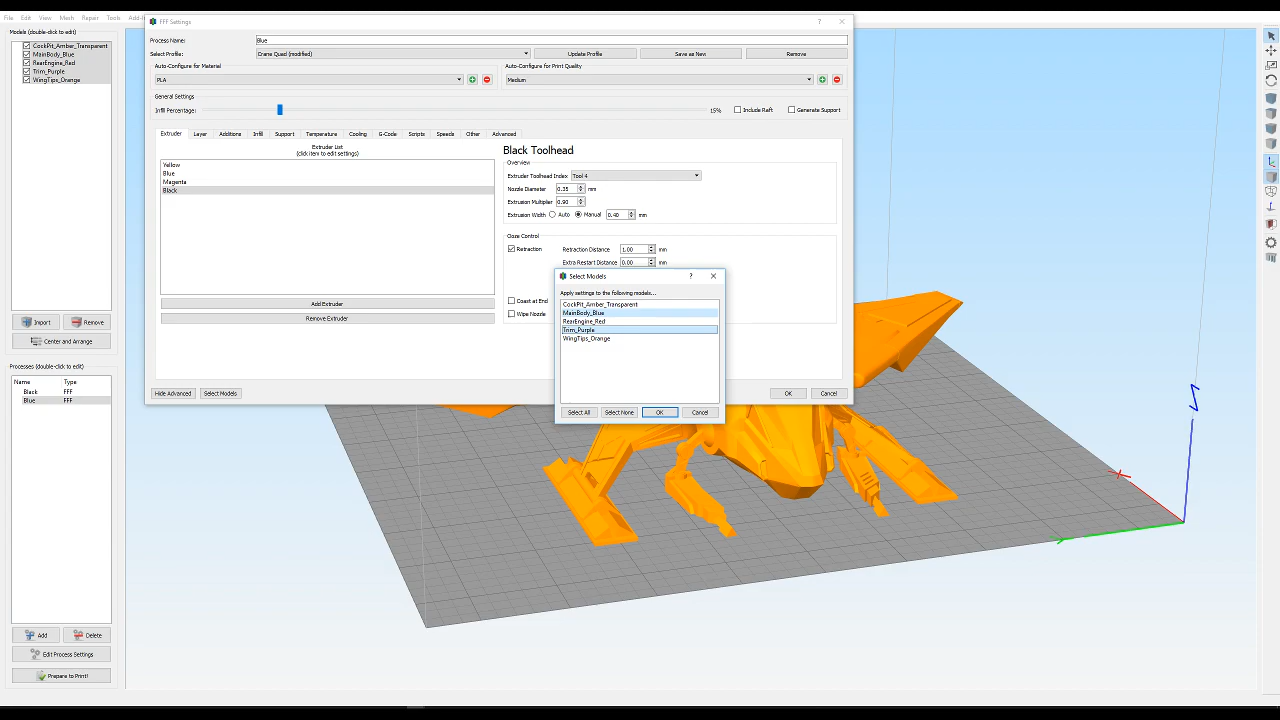 File Edit View Mesh Repair Tools Add-I
FFF Settings
Models (double-click to edit)
CockPit_Amber_Transparent
MainBody_Blue
RearEngine_Red
Trim_Purple
WingTips_Orange
Import
Remove
Center and Arrange
Processes (double-click to edit)
Name Type
Black FFF
Blue FFF
Add
Delete
Edit Process Settings
Prepare to Print!
Process Name: Blue
Select Profile: Crane Quad (modified) Update Profile Save as New Remove
Auto-Configure for Material
PLA
Auto-Configure for Print Quality
Medium
General Settings
Infill Percentage: 15% Include Raft Generate Support
Extruder Layer Additions Infill Support Temperature Cooling G-Code Scripts Speeds Other Advanced
Extruder List
(click item to edit settings)
Yellow
Blue
Magenta
Black
Add Extruder
Remove Extruder
Black Toolhead
Overview
Extruder Toolhead Index Tool 4
Nozzle Diameter 0.35 mm
Extrusion Multiplier 0.90
Extrusion Width Auto Manual 0.40 mm
Ooze Control
Retraction Retraction Distance 1.00 mm
Extra Restart Distance 0.00 mm
Coast at End
Wipe Nozzle
Hide Advanced
Select Models
OK
Cancel
Select Models
Apply settings to the following models...
CockPit_Amber_Transparent
MainBody_Blue
RearEngine_Red
Trim_Purple
WingTips_Orange
Select All
Select None
OK
Cancel